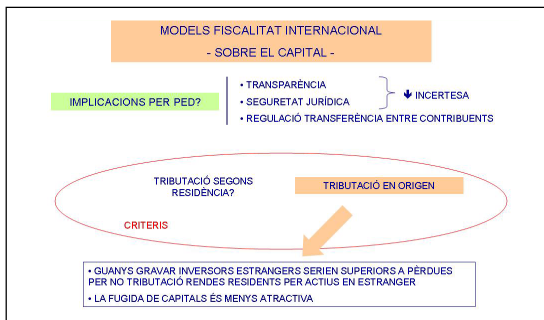 MODELS FISCALITAT INTERNACIONAL
- SOBRE EL CAPITAL -
IMPLICACIONS PER PED?
• TRANSPARÈNCIA
• SEGURETAT JURÍDICA
🡻 INCERTESA
• REGULACIÓ TRANSFERÈNCIA ENTRE CONTRIBUENTS
TRIBUTACIÓ SEGONS
RESIDÈNCIA?
TRIBUTACIÓ EN ORIGEN
CRITERIS
• GUANYS GRAVAR INVERSORS ESTRANGERS SERIEN SUPERIORS A PÈRDUES
PER NO TRIBUTACIÓ RENDES RESIDENTS PER ACTIUS EN ESTRANGER
• LA FUGIDA DE CAPITALS ÉS MENYS ATRACTIVA